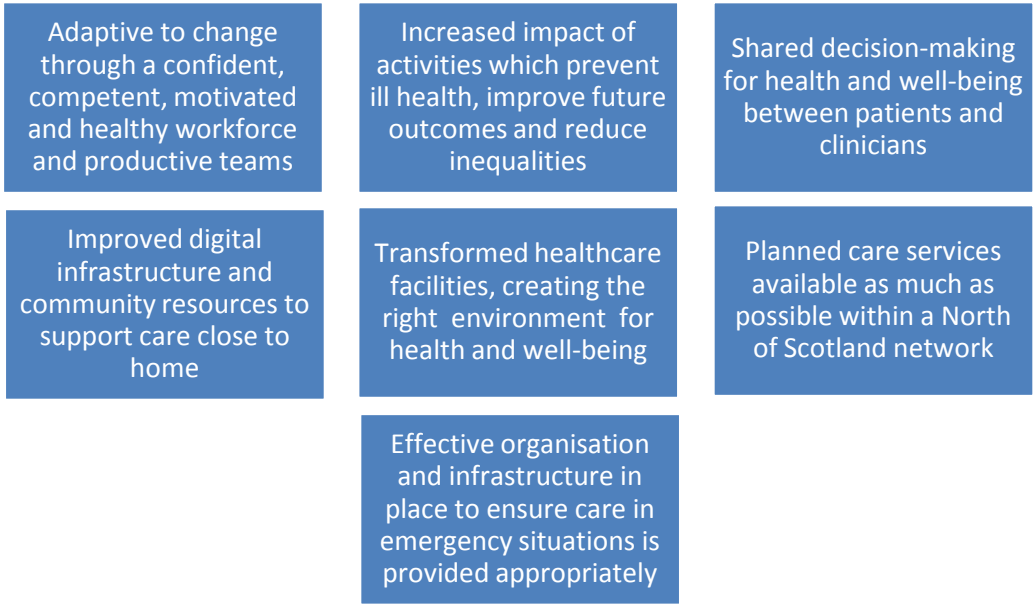 Adaptive to change
through a confident,
competent, motivated
and healthy workforce
and productive teams
Increased impact of
activities which prevent
ill health, improve future
outcomes and reduce
inequalities
Shared decision-making
for health and well-being
between patients and
clinicians
Improved digital
infrastructure and
community resources to
support care close to
home
Transformed healthcare
facilities, creating the
right environment for
health and well-being
Planned care services
available as much as
possible within a North
of Scotland network
Effective organisation
and infrastructure in
place to ensure care in
emergency situations is
provided appropriately